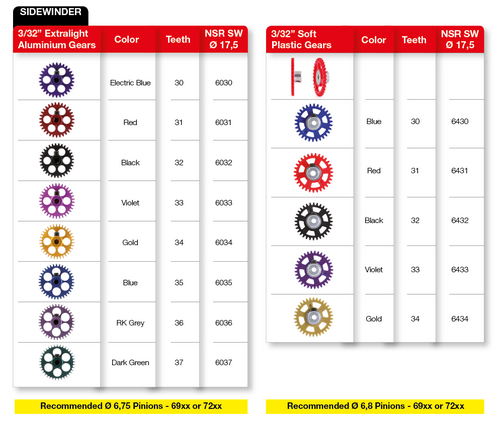 SIDEWINDER
3/32" Extralight Aluminium Gears Color Teeth NSR SW Ø 17,5
Electric Blue 30 6030
Red 31 6031
Black 32 6032
Violet 33 6033
Gold 34 6034
Blue 35 6035
RK Grey 36 6036
Dark Green 37 6037
Recommended Ø 6,75 Pinions - 69xx or 72xx
3/32" Soft Plastic Gears Color Teeth NSR SW Ø 17,5
Blue 30 6430
Red 31 6431
Black 32 6432
Violet 33 6433
Gold 34 6434
Recommended Ø 6,8 Pinions - 69xx or 72xx